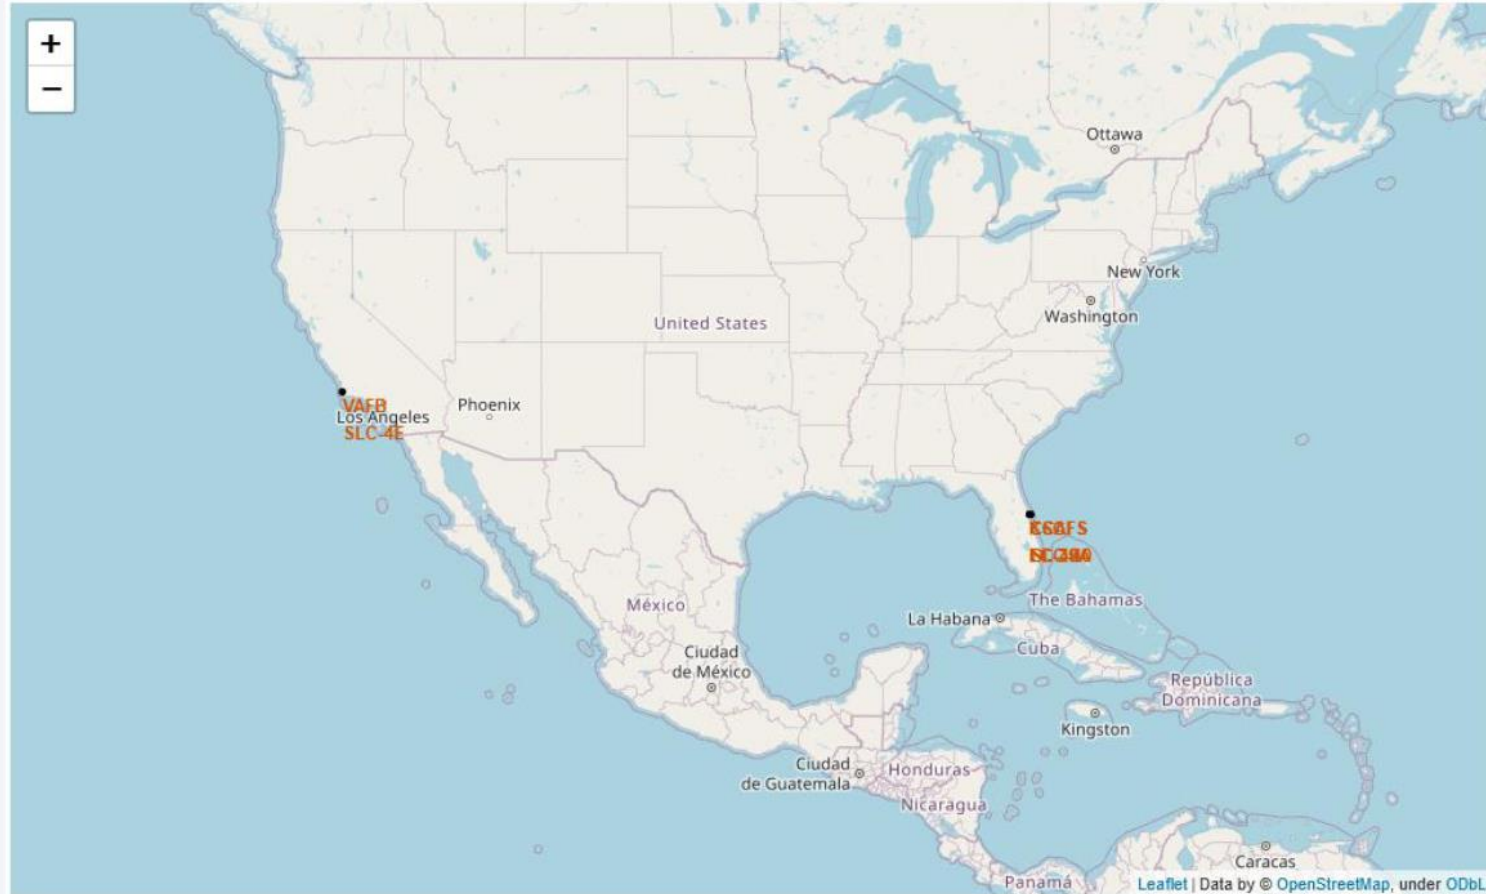 +
−
Ottawa
New York
Washington
United States
VAFB
Los Angeles
SLC-4E
Phoenix
The Bahamas
La Habana
México
Cuba
Ciudad
de México
República
Dominicana
Kingston
Ciudad
de Guatemala
Honduras
Nicaragua
Caracas
Panamá
Leaflet | Data by © OpenStreetMap, under ODbL